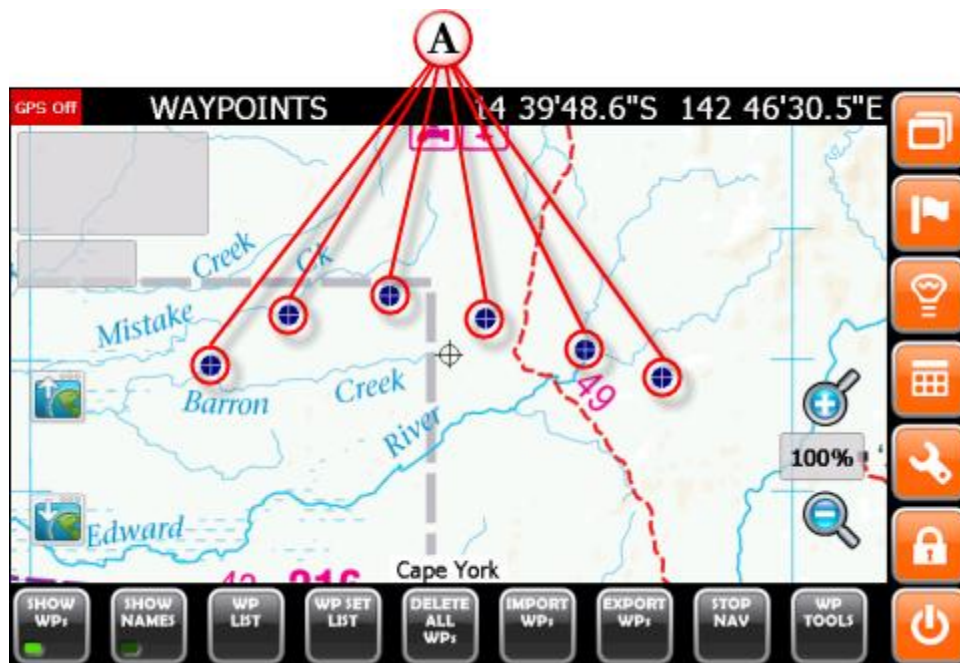 A
GPS Off
WAYPOINTS
14 39'48.6"S 142 46'30.5"E
Creek
Ck
Mistake
Barron
Creek
River
49
100%
Edward
Cape York
SHOW
WPs
SHOW
NAMES
WP
LIST
WP SET
LIST
DELETE
ALL
WPs
IMPORT
WPs
EXPORT
WPs
STOP
NAV
WP
TOOLS